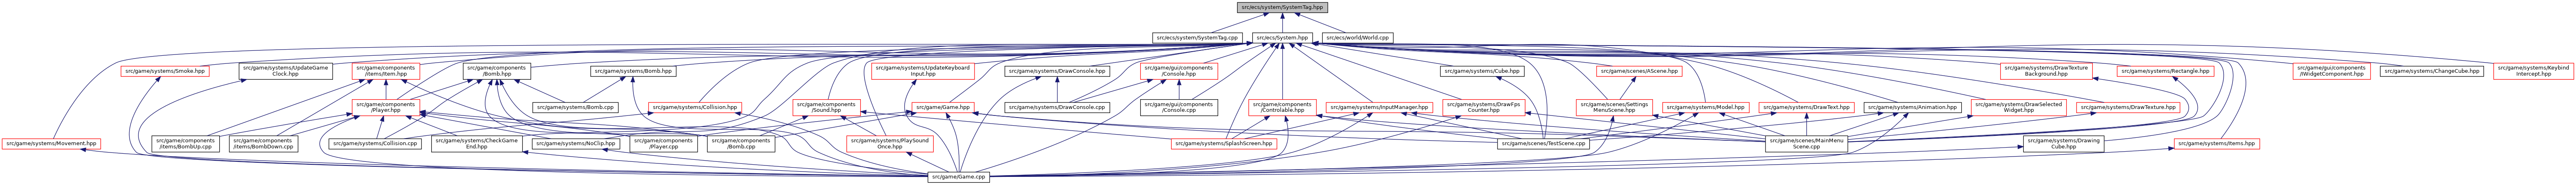 src/ecs/system/SystemTag.hpp
src/ecs/system/SystemTag.cpp
src/ecs/System.hpp
src/ecs/world/World.cpp
src/game/systems/Smoke.hpp
src/game/systems/UpdateGame
Clock.hpp
src/game/components
/items/Item.hpp
src/game/components
/Bomb.hpp
src/game/systems/Bomb.hpp
src/game/systems/UpdateKeyboard
Input.hpp
src/game/systems/DrawConsole.hpp
src/game/gui/components
/Console.hpp
src/game/systems/Cube.hpp
src/game/scenes/AScene.hpp
src/game/systems/DrawTexture
Background.hpp
src/game/systems/Rectangle.hpp
src/game/gui/components
/IWidgetComponent.hpp
src/game/systems/ChangeCube.hpp
src/game/systems/Keybind
Intercept.hpp
src/game/components
/Player.hpp
src/game/systems/Bomb.cpp
src/game/systems/Collision.hpp
src/game/components
/Sound.hpp
src/game/Game.hpp
src/game/systems/DrawConsole.cpp
src/game/gui/components
/Console.cpp
src/game/components
/Controlable.hpp
src/game/systems/InputManager.hpp
src/game/systems/DrawFps
Counter.hpp
src/game/scenes/Settings
MenuScene.hpp
src/game/systems/Model.hpp
src/game/systems/DrawText.hpp
src/game/systems/Animation.hpp
src/game/systems/DrawSelected
Widget.hpp
src/game/systems/DrawTexture.hpp
src/game/systems/Movement.hpp
src/game/components
/items/BombUp.cpp
src/game/components
/items/BombDown.cpp
src/game/systems/Collision.cpp
src/game/systems/CheckGame
End.hpp
src/game/systems/NoClip.hpp
src/game/components
/Player.cpp
src/game/components
/Bomb.cpp
src/game/systems/PlaySound
Once.hpp
src/game/systems/SplashScreen.hpp
src/game/scenes/TestScene.cpp
src/game/scenes/MainMenu
Scene.cpp
src/game/systems/Drawing
Cube.hpp
src/game/systems/Items.hpp
src/game/Game.cpp